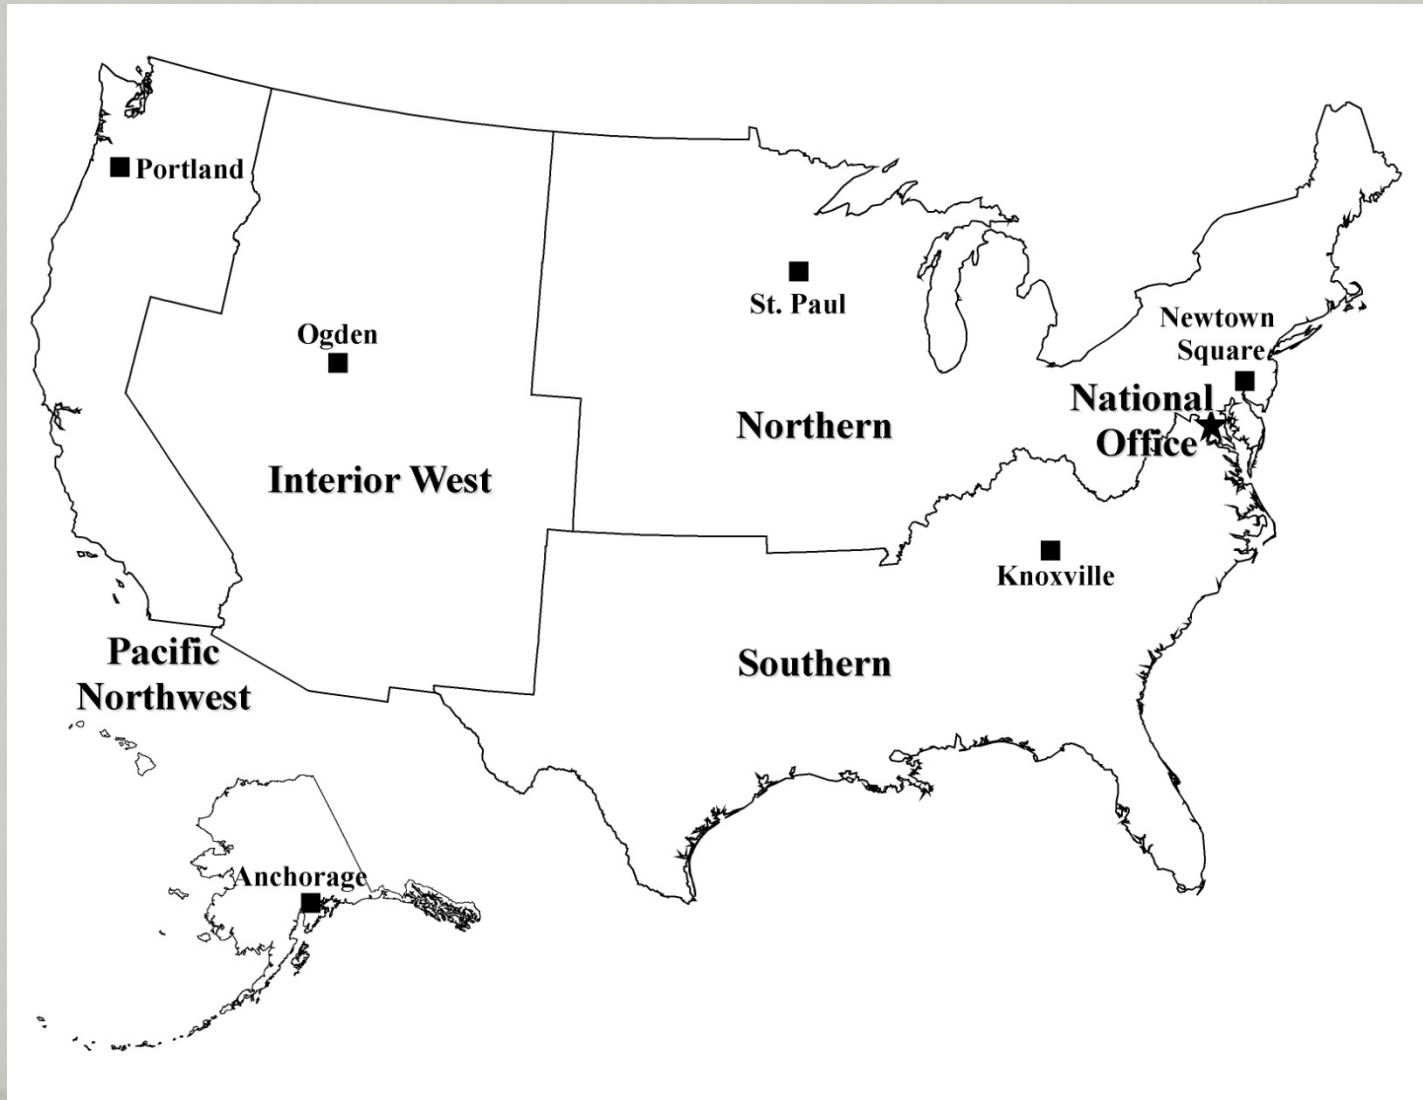 Portland
St. Paul
Newtown
Square
Ogden
National
Office
Northern
Interior West
Knoxville
Pacific
Northwest
Southern
Anchorage